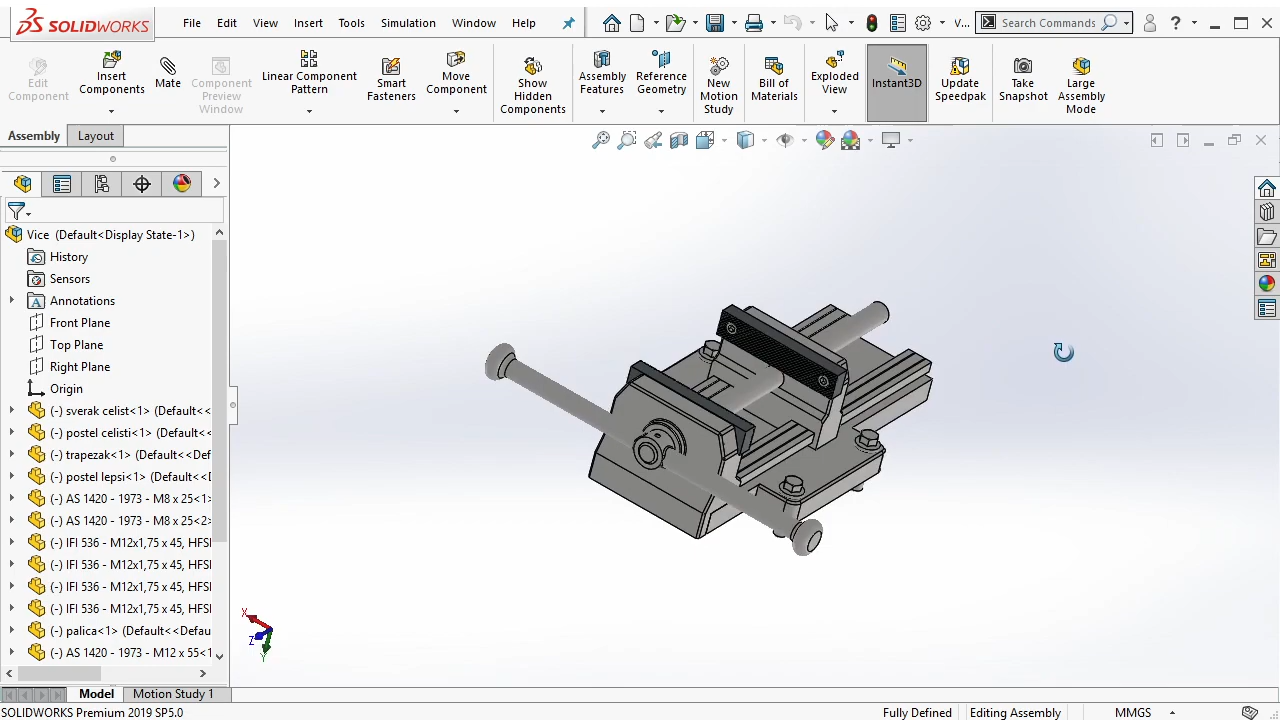 SOLIDWORKS
File Edit View Insert Tools Simulation Window Help
V... Search Commands ?
Edit Component
Insert Components
Mate
Component Preview Window
Linear Component Pattern
Smart Fasteners
Move Component
Show Hidden Components
Assembly Features
Reference Geometry
New Motion Study
Bill of Materials
Exploded View
Instant3D
Update Speedpak
Take Snapshot
Large Assembly Mode
Assembly Layout
Vice (Default<Display State-1>)
History
Sensors
Annotations
Front Plane
Top Plane
Right Plane
Origin
(-) sverak celist<1> (Default<<
(-) postel celisti<1> (Default<<
(-) trapezak<1> (Default<<Def
(-) postel lepsi<1> (Default<<
(-) AS 1420 - 1973 - M8 x 25<1>
(-) AS 1420 - 1973 - M8 x 25<2>
(-) IFI 536 - M12x1,75 x 45, HFSI
(-) IFI 536 - M12x1,75 x 45, HFSI
(-) IFI 536 - M12x1,75 x 45, HFSI
(-) IFI 536 - M12x1,75 x 45, HFSI
(-) palica<1> (Default<<Defau
(-) AS 1420 - 1973 - M12 x 55<1
X
Z
Y
Model Motion Study 1
SOLIDWORKS Premium 2019 SP5.0 Fully Defined Editing Assembly MMGS